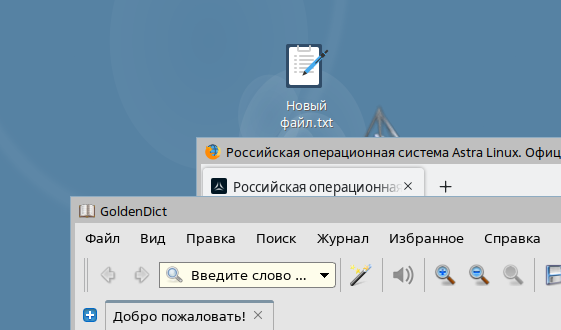 Новый
файл.txt
Российская операционная система Astra Linux. Офиц
Российская операционная
GoldenDict
Файл Вид Правка Поиск Журнал Избранное Справка
Введите слово ...
Добро пожаловать!